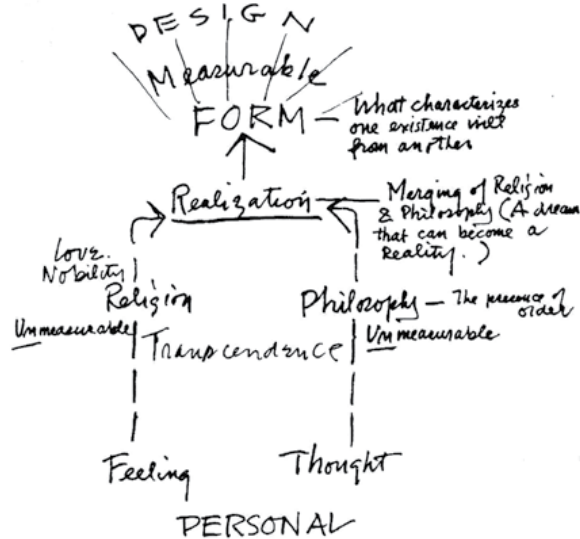 DESIGN
Measurable
FORM —
What characterizes
one existence will
from another
Realization
Merging of Religion
& Philosophy (A dream
that can become a
Reality.)
Love.
Nobility
Religion
Philosophy — The presence of
order
Unmeasurable
Transcendence
Unmeasurable
Feeling
Thought
PERSONAL